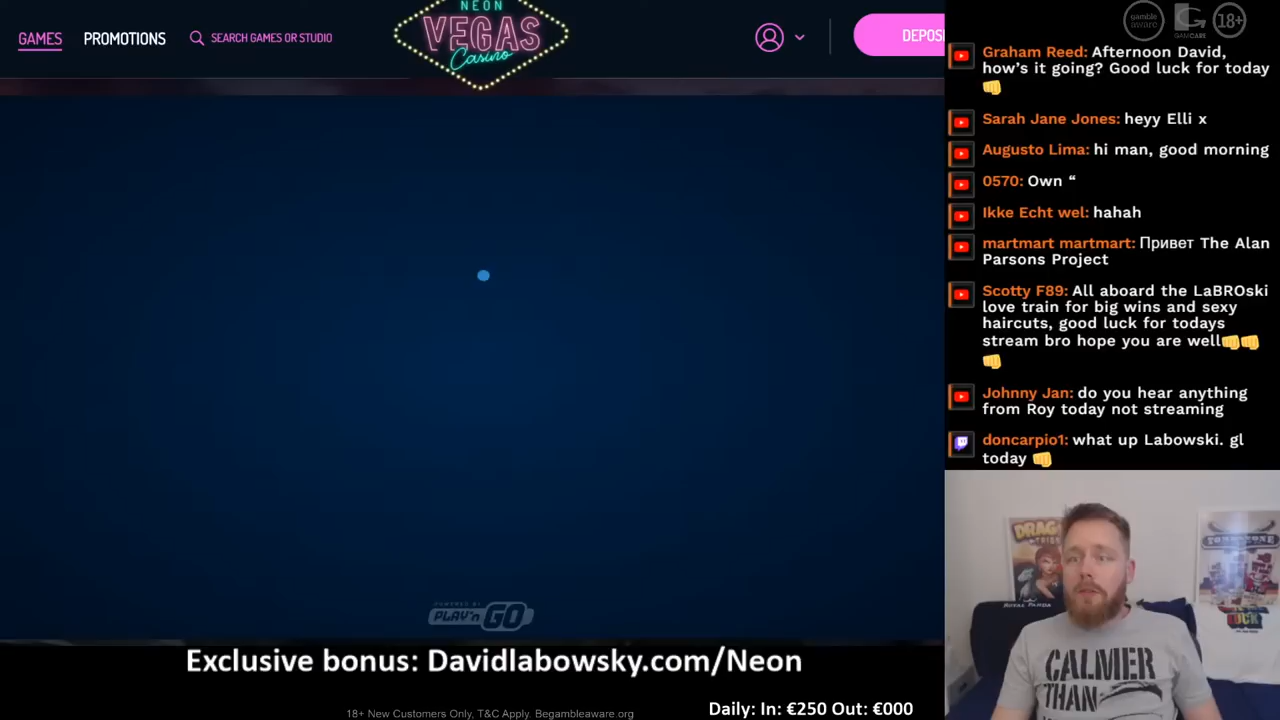 GAMES
PROMOTIONS
SEARCH GAMES OR STUDIO
NEON
VEGAS
Casino
DEPOSI
gamble
aware
GAMCARE
18+
Graham Reed: Afternoon David,
how's it going? Good luck for today
👊
Sarah Jane Jones: heyy Elli x
Augusto Lima: hi man, good morning
0570: Own “
Ikke Echt wel: hahah
martmart martmart: Привет The Alan
Parsons Project
Scotty F89: All aboard the LaBROski
love train for big wins and sexy
haircuts, good luck for todays
stream bro hope you are well👊👊
👊
Johnny Jan: do you hear anything
from Roy today not streaming
doncarpio1: what up Labowski. gl
today 👊
POWERED BY
PLAY'n GO
CALMER
THAN
Exclusive bonus: Davidlabowsky.com/Neon
18+ New Customers Only, T&C Apply. Begambleaware.org
Daily: In: €250 Out: €000